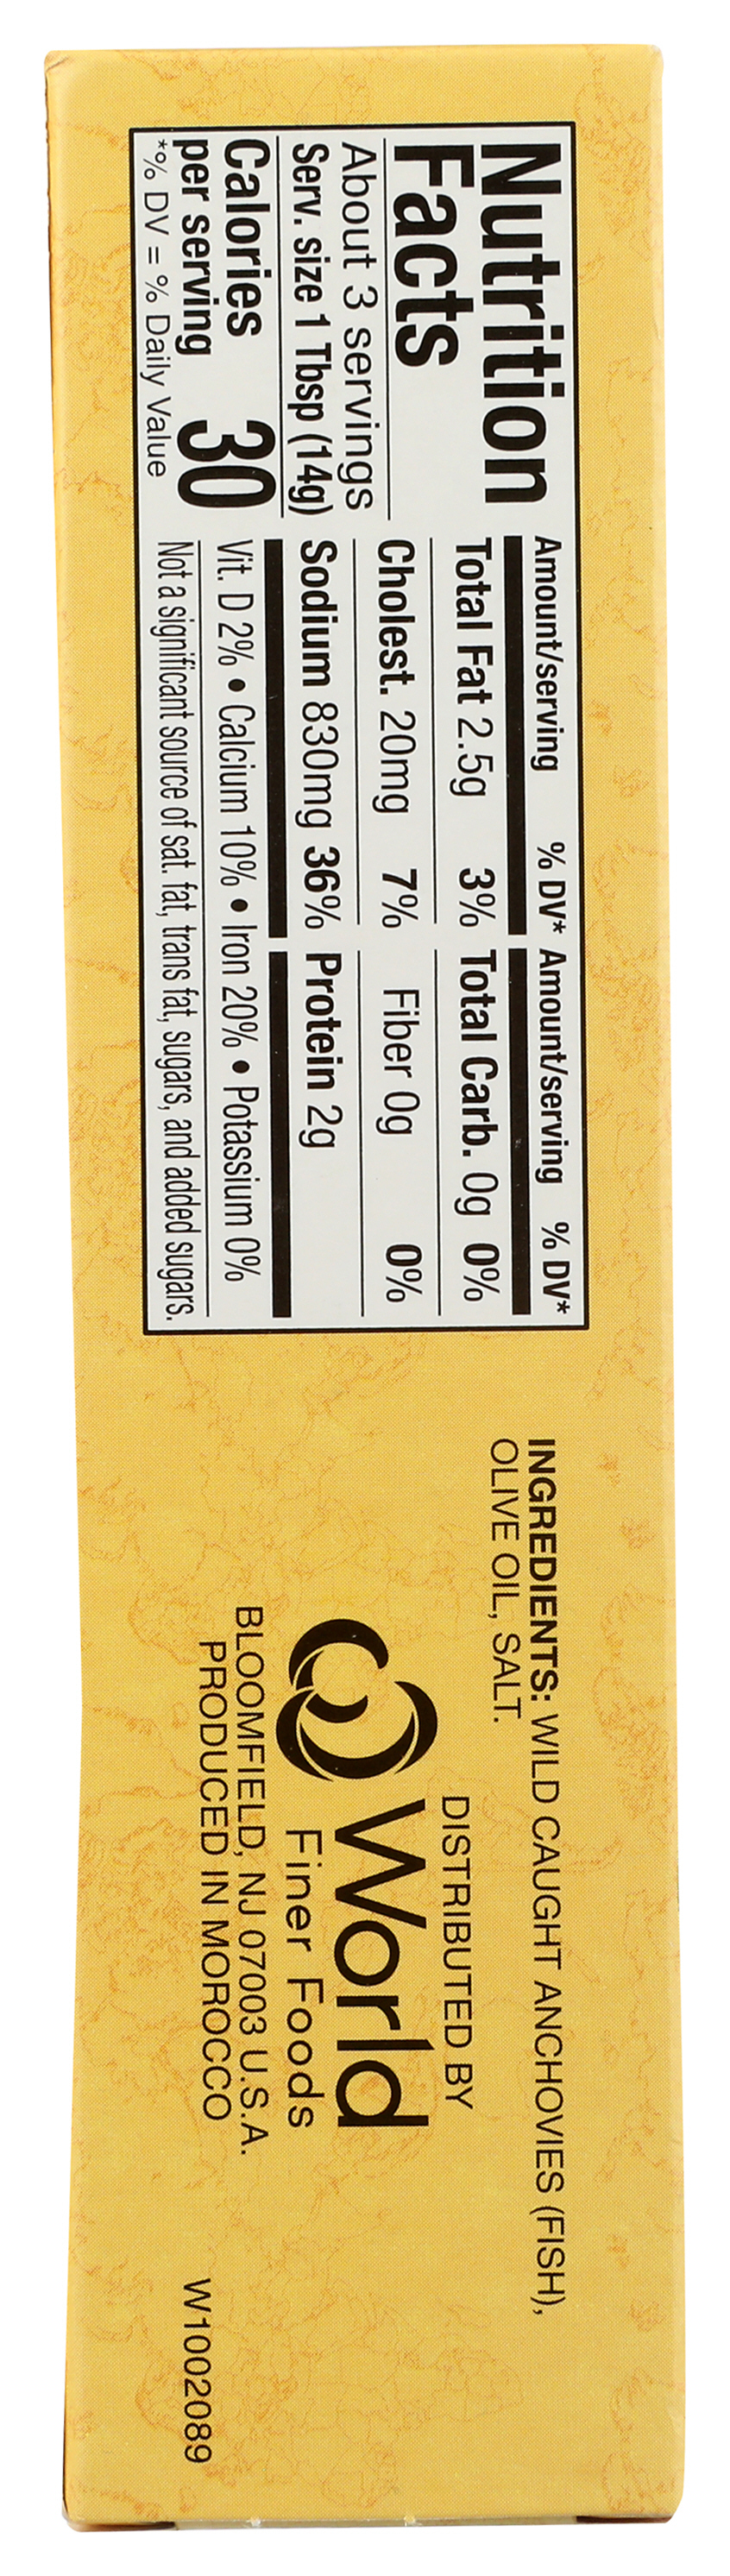 Nutrition
Facts
About 3 servings
Serv. size 1 Tbsp (14g)
Calories
per serving 30
*% DV = % Daily Value
Amount/serving % DV* Amount/serving % DV*
Total Fat 2.5g 3% Total Carb. 0g 0%
Cholest. 20mg 7% Fiber 0g 0%
Sodium 830mg 36% Protein 2g
Vit. D 2% • Calcium 10% • Iron 20% • Potassium 0%
Not a significant source of sat. fat, trans fat, sugars, and added sugars.
INGREDIENTS: WILD CAUGHT ANCHOVIES (FISH),
OLIVE OIL, SALT.
DISTRIBUTED BY
World
Finer Foods
BLOOMFIELD, NJ 07003 U.S.A.
PRODUCED IN MOROCCO
W1002089